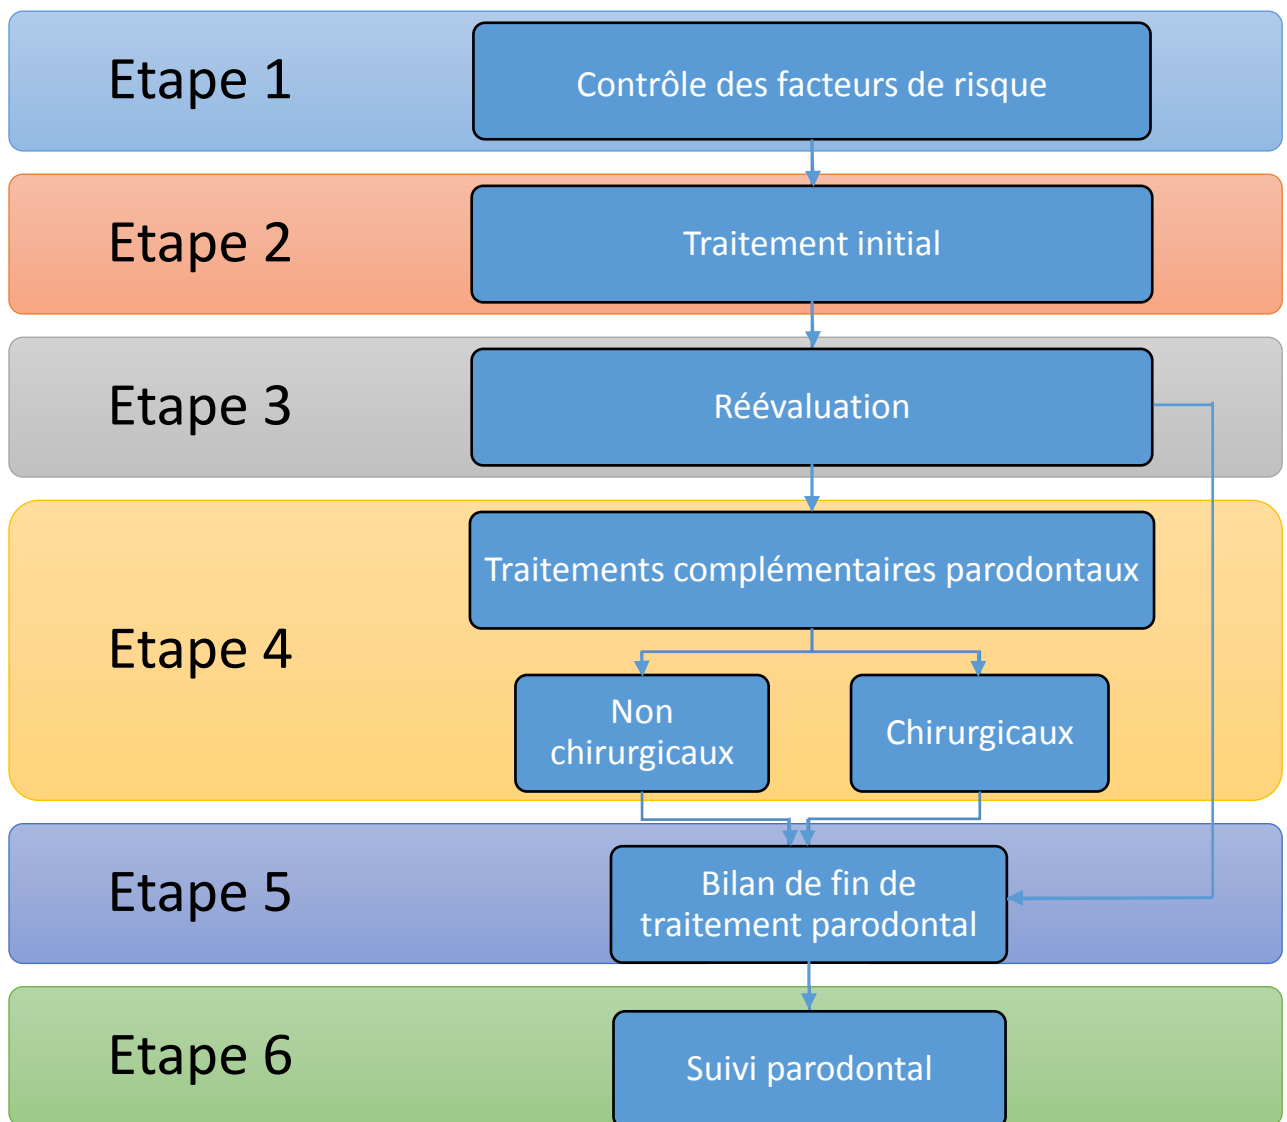 Etape 1
Contrôle des facteurs de risque
Etape 2
Traitement initial
Etape 3
Réévaluation
Etape 4
Traitements complémentaires parodontaux
Non
chirurgicaux
Chirurgicaux
Etape 5
Bilan de fin de
traitement parodontal
Etape 6
Suivi parodontal